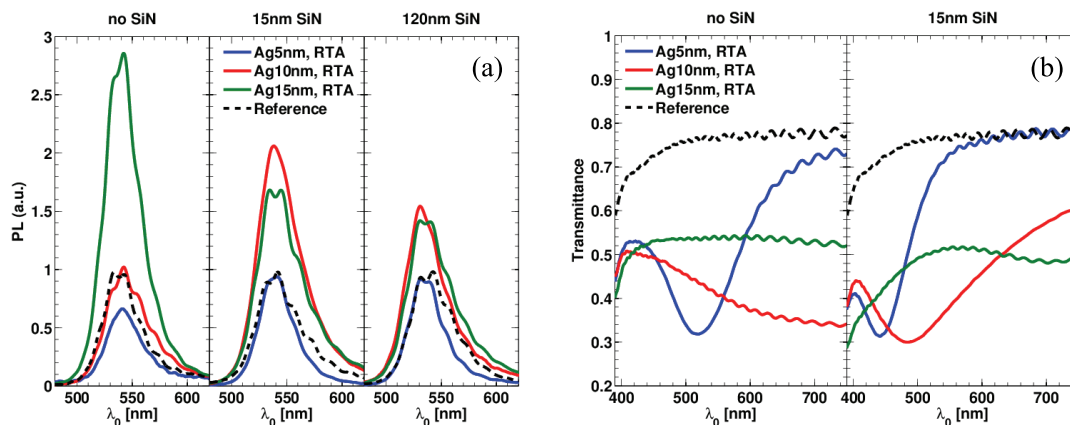 no SiN
15nm SiN
120nm SiN
(a)
Ag5nm, RTA
Ag10nm, RTA
Ag15nm, RTA
Reference
PL (a.u.)
3
2.5
2
1.5
1
0.5
0
500
550
600
500
550
600
500
550
600
λ0 [nm]
λ0 [nm]
λ0 [nm]
no SiN
15nm SiN
(b)
Ag5nm, RTA
Ag10nm, RTA
Ag15nm, RTA
Reference
Transmittance
1
0.9
0.8
0.7
0.6
0.5
0.4
0.3
0.2
400
500
600
700
400
500
600
700
λ0 [nm]
λ0 [nm]